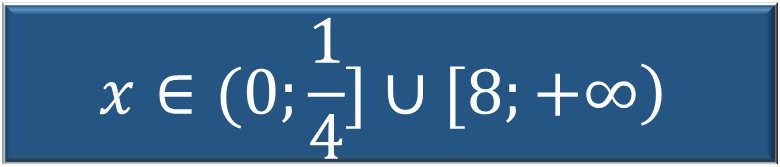 x ∈ (0; 1/4] ∪ [8; +∞)